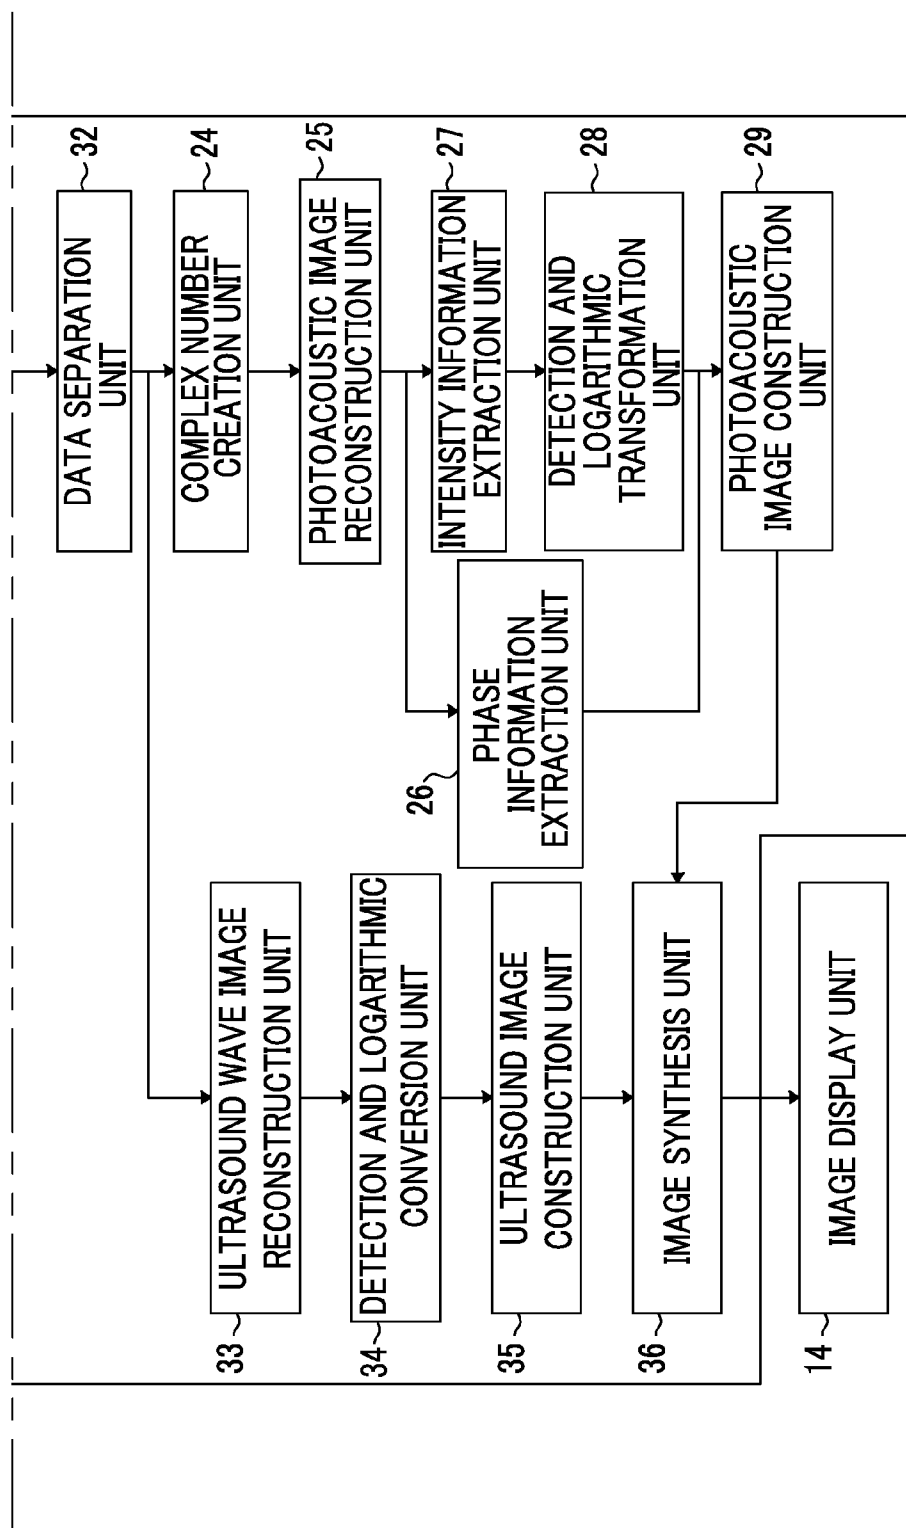 32
DATA SEPARATION
UNIT
24
COMPLEX NUMBER
CREATION UNIT
25
PHOTOACOUSTIC IMAGE
RECONSTRUCTION UNIT
27
INTENSITY INFORMATION
EXTRACTION UNIT
28
DETECTION AND
LOGARITHMIC
TRANSFORMATION
UNIT
29
PHOTOACOUSTIC
IMAGE CONSTRUCTION
UNIT
26
PHASE
INFORMATION
EXTRACTION UNIT
33
ULTRASOUND WAVE IMAGE
RECONSTRUCTION UNIT
34
DETECTION AND LOGARITHMIC
CONVERSION UNIT
35
ULTRASOUND IMAGE
CONSTRUCTION UNIT
36
IMAGE SYNTHESIS UNIT
14
IMAGE DISPLAY UNIT